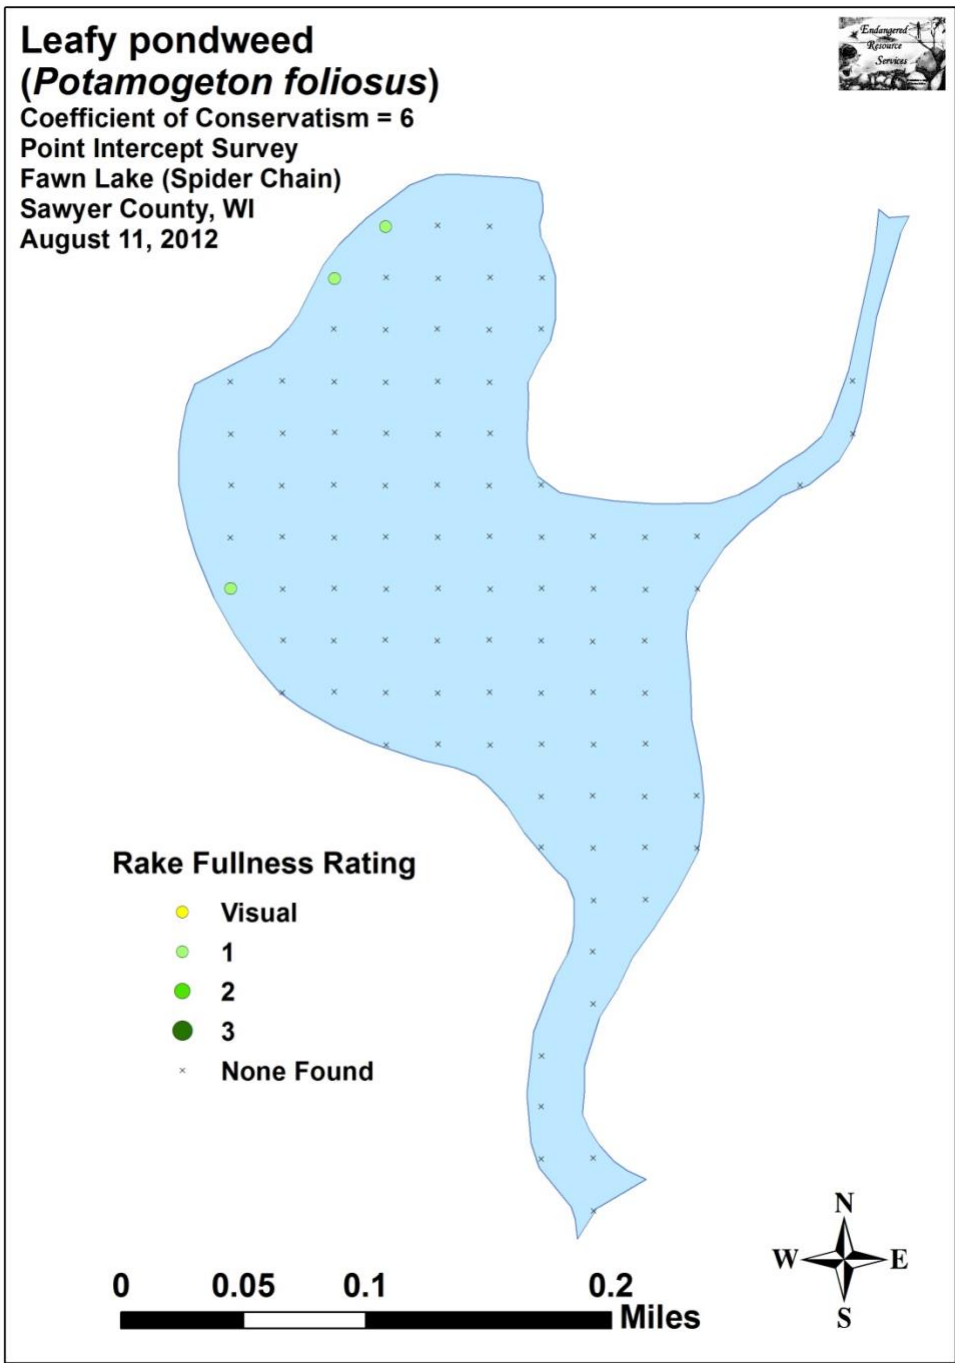 Leafy pondweed
(Potamogeton foliosus)
Coefficient of Conservatism = 6
Point Intercept Survey
Fawn Lake (Spider Chain)
Sawyer County, WI
August 11, 2012
Endangered
Resource
Services
Rake Fullness Rating
Visual
1
2
3
None Found
N
W E
S
0 0.05 0.1 0.2
Miles